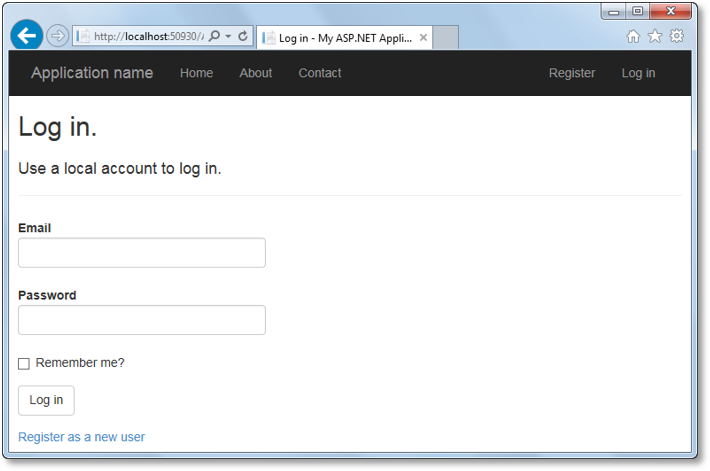 http://localhost:50930/A
Log in - My ASP.NET Appli...
Application name Home About Contact Register Log in
Log in.
Use a local account to log in.
Email
Password
Remember me?
Log in
Register as a new user